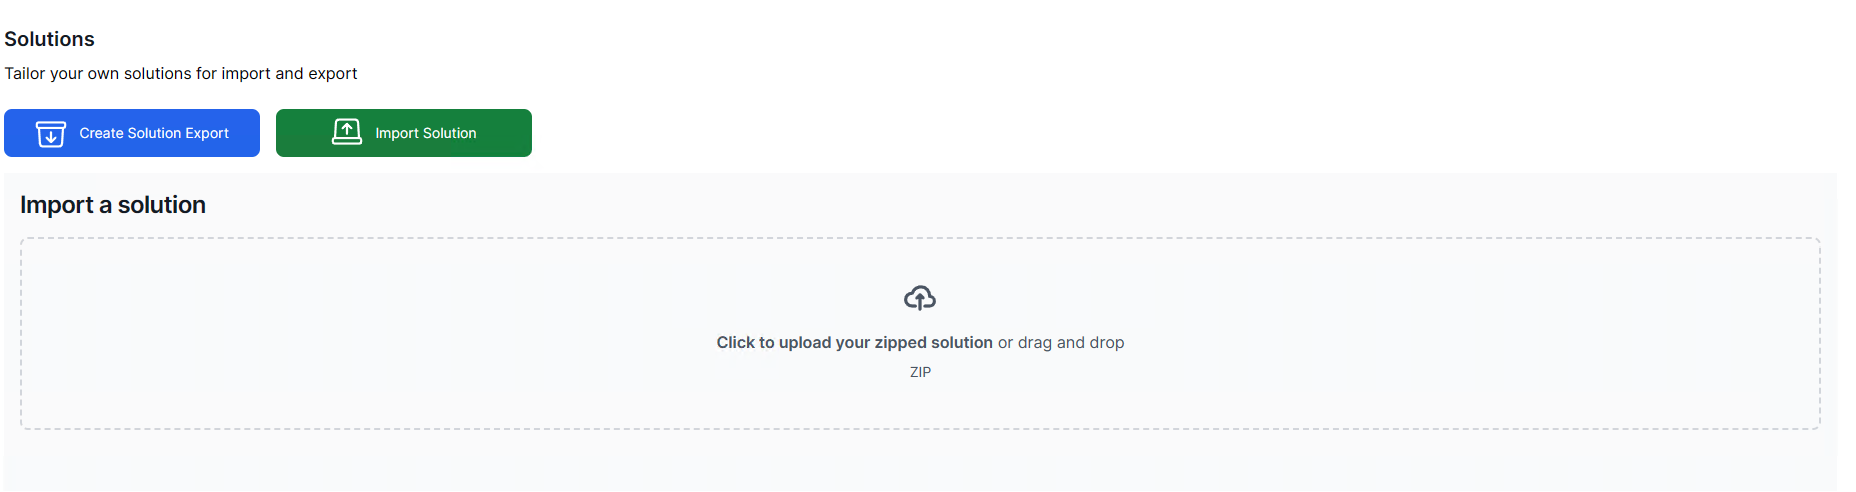 Solutions
Tailor your own solutions for import and export
Create Solution Export
Import Solution
Import a solution
Click to upload your zipped solution or drag and drop
ZIP